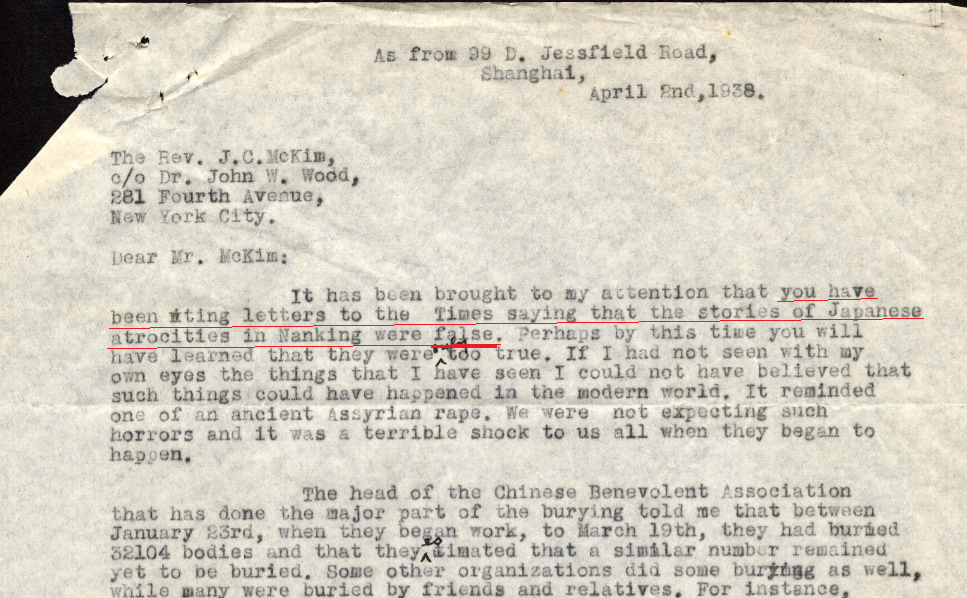 As from 99 D. Jessfield Road,
Shanghai,
April 2nd,1938.
The Rev. J.C.McKim,
c/o Dr. John W. Wood,
281 Fourth Avenue,
New York City.
Dear Mr. McKim:
It has been brought to my attention that you have
been wting letters to the Times saying that the stories of Japanese
atrocities in Nanking were false. Perhaps by this time you will
have learned that they were too true. If I had not seen with my
own eyes the things that I have seen I could not have believed that
such things could have happened in the modern world. It reminded
one of an ancient Assyrian rape. We were not expecting such
horrors and it was a terrible shock to us all when they began to
happen.
The head of the Chinese Benevolent Association
that has done the major part of the burying told me that between
January 23rd, when they began work, to March 19th, they had buried
32104 bodies and that they estimated that a similar number remained
yet to be buried. Some other organizations did some burying as well,
while many were buried by friends and relatives. For instance,